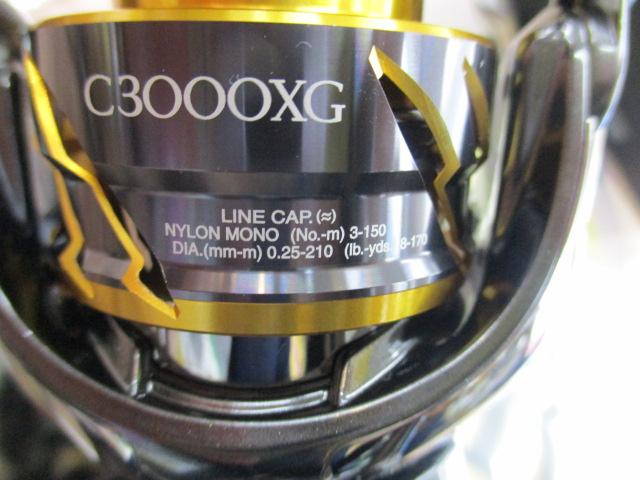 C3000XG
LINE CAP.(≈)
NYLON MONO (No.-m) 3-150
DIA.(mm-m) 0.25-210 (lb.-yds. 8-170